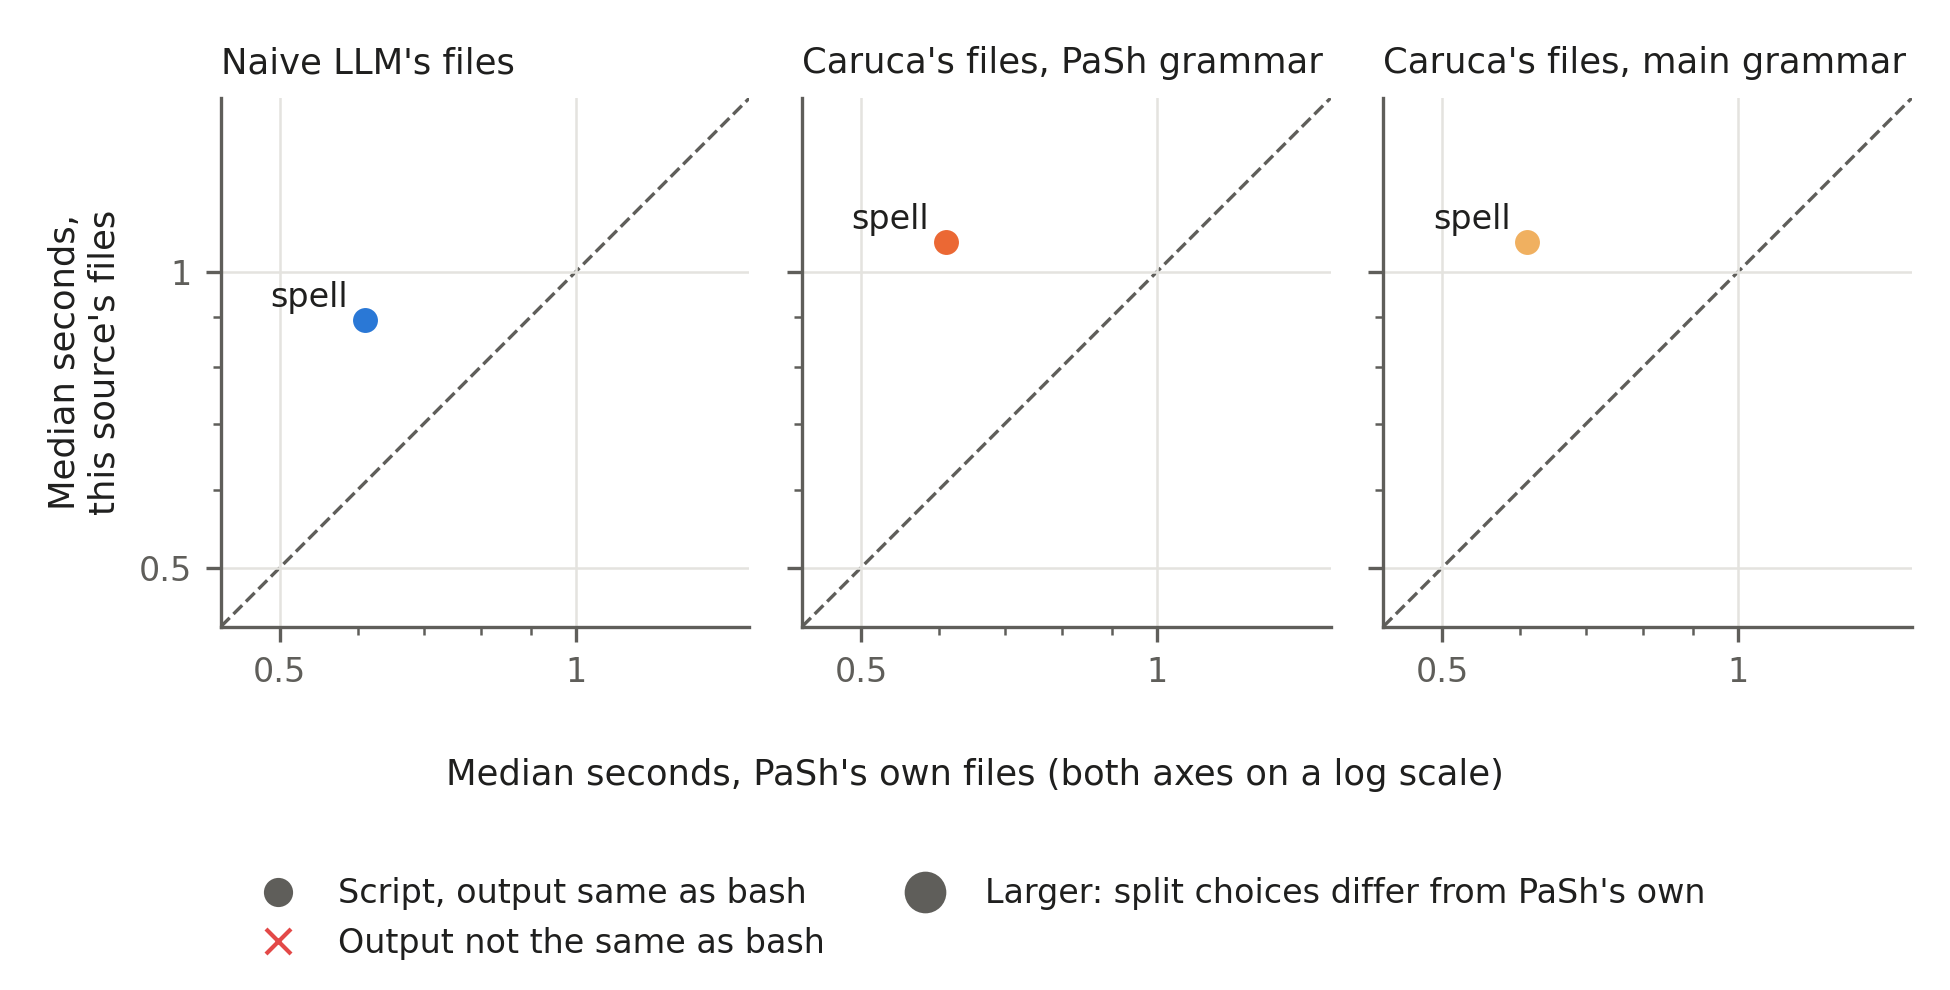 Naive LLM's files
Caruca's files, PaSh grammar
Caruca's files, main grammar
Median seconds,
this source's files
1
0.5
spell
spell
spell
0.5
1
0.5
1
0.5
1
Median seconds, PaSh's own files (both axes on a log scale)
Script, output same as bash
Larger: split choices differ from PaSh's own
Output not the same as bash